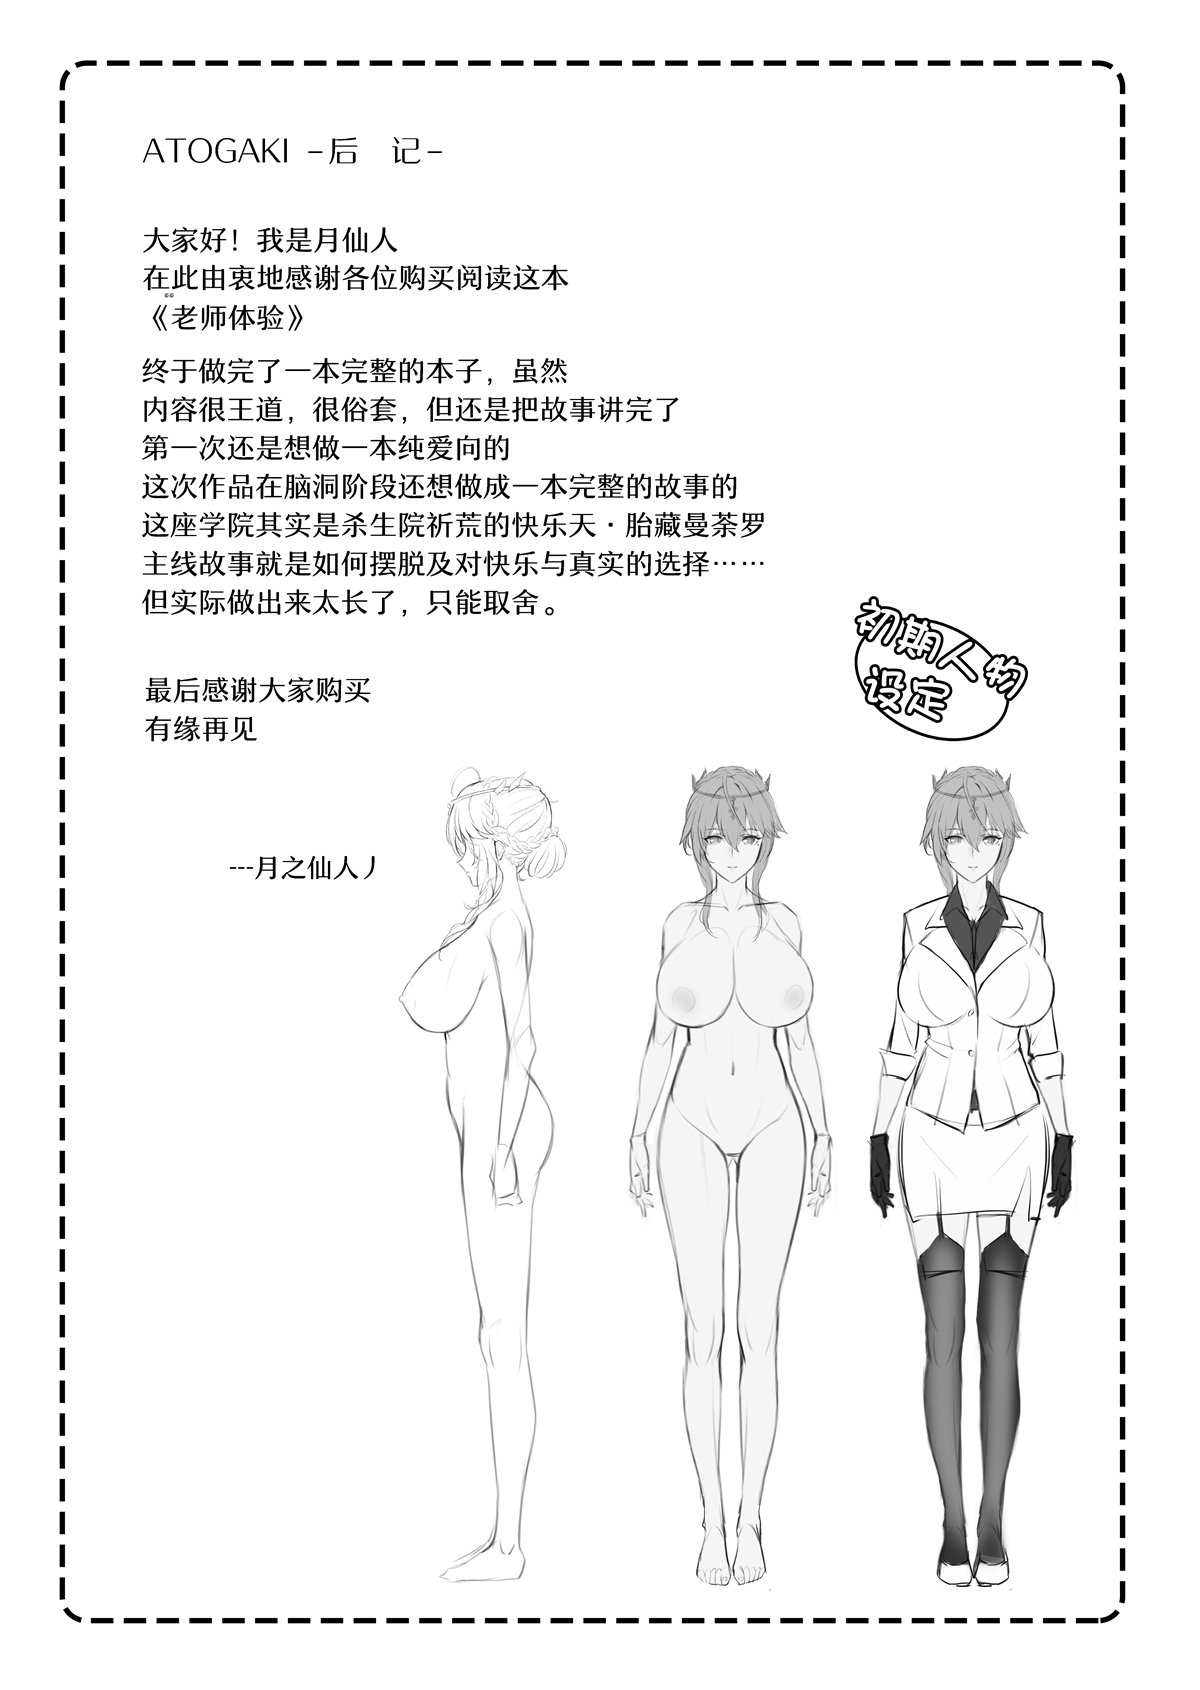 ATOGAKI －后　记－
大家好！我是月仙人
在此由衷地感谢各位购买阅读这本
《老师体验》
终于做完了一本完整的本子，虽然
内容很王道，很俗套，但还是把故事讲完了
第一次还是想做一本纯爱向的
这次作品在脑洞阶段还想做成一本完整的故事的
这座学院其实是杀生院祈荒的快乐天·胎藏曼荼罗
主线故事就是如何摆脱及对快乐与真实的选择……
但实际做出来太长了，只能取舍。
初期人物
设定
最后感谢大家购买
有缘再见
---月之仙人丿